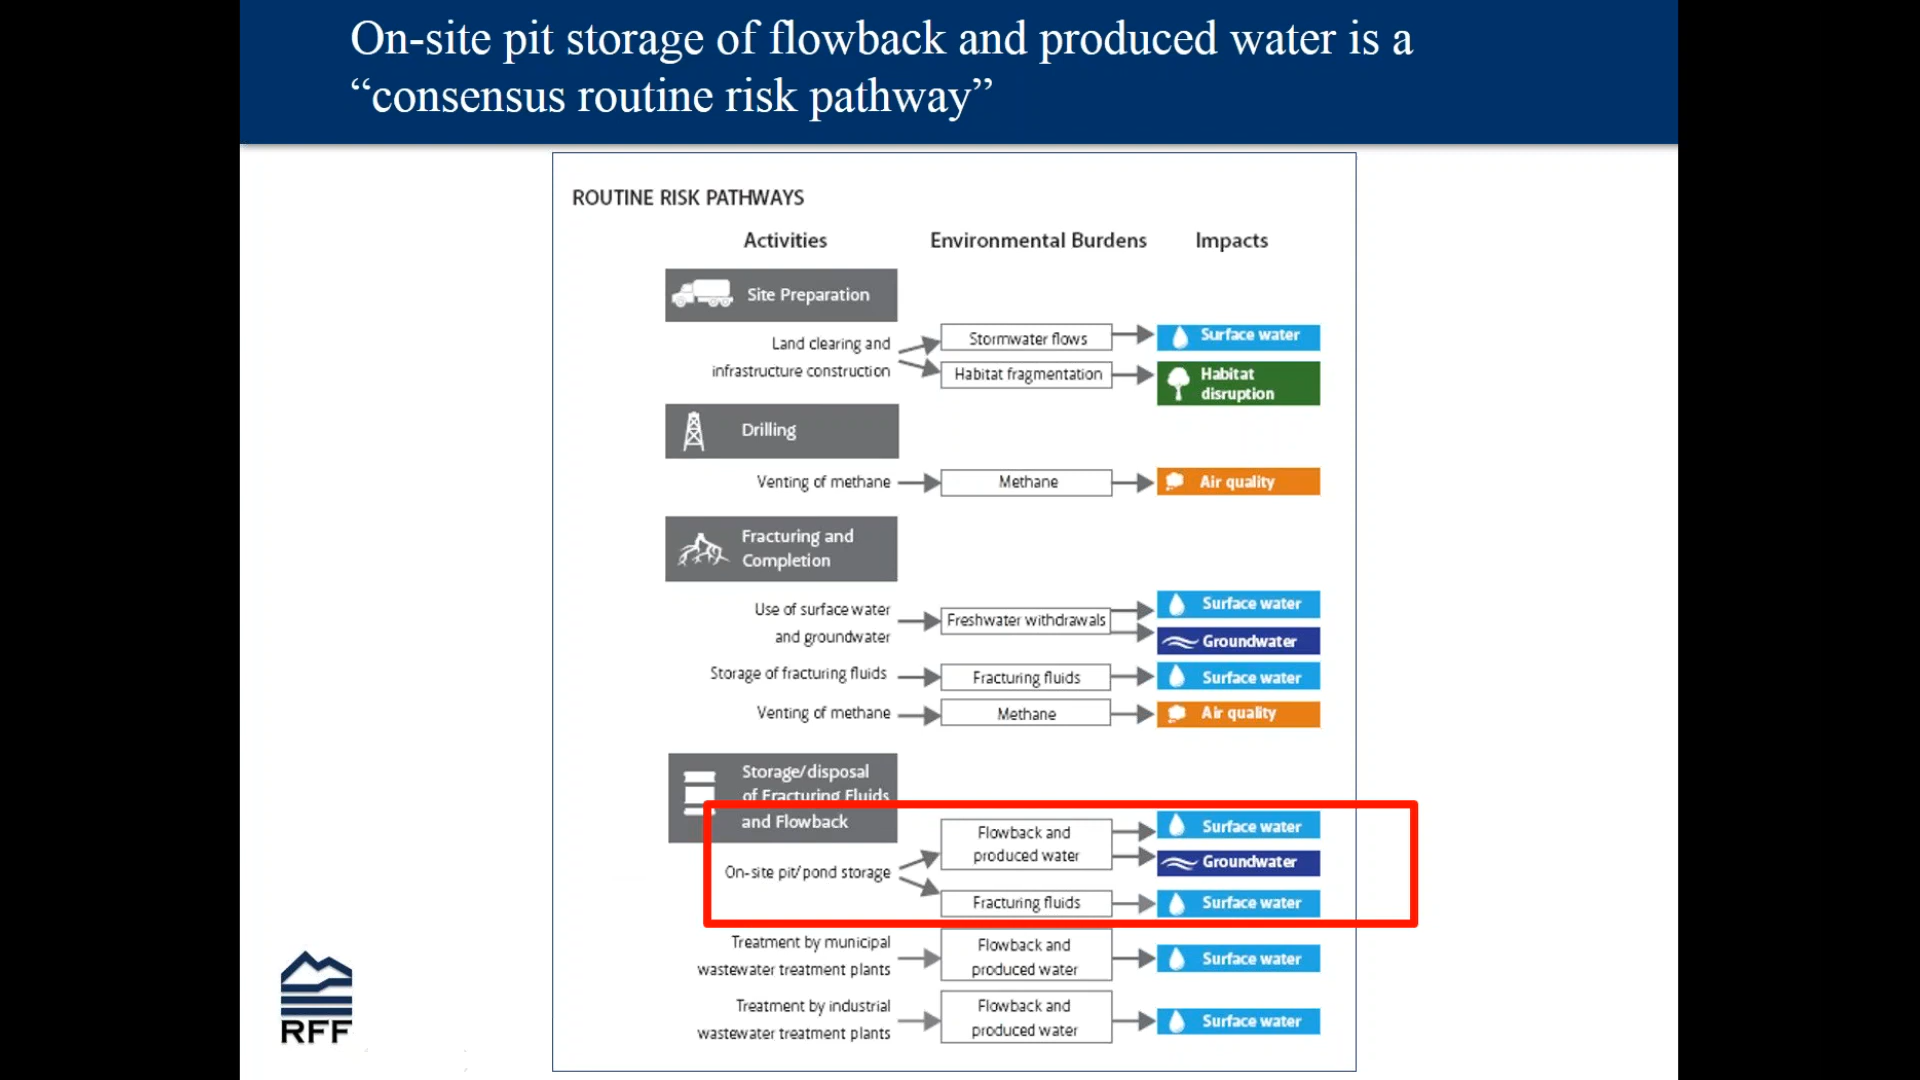 On-site pit storage of flowback and produced water is a
“consensus routine risk pathway”
ROUTINE RISK PATHWAYS
Activities
Environmental Burdens
Impacts
Site Preparation
Land clearing and
infrastructure construction
Stormwater flows
Surface water
Habitat fragmentation
Habitat
disruption
Drilling
Venting of methane
Methane
Air quality
Fracturing and
Completion
Use of surface water
and groundwater
Freshwater withdrawals
Surface water
Groundwater
Storage of fracturing fluids
Fracturing fluids
Surface water
Venting of methane
Methane
Air quality
Storage/disposal
of Fracturing Fluids
and Flowback
On-site pit/pond storage
Flowback and
produced water
Surface water
Groundwater
Fracturing fluids
Surface water
Treatment by municipal
wastewater treatment plants
Flowback and
produced water
Surface water
Treatment by industrial
wastewater treatment plants
Flowback and
produced water
Surface water
RFF